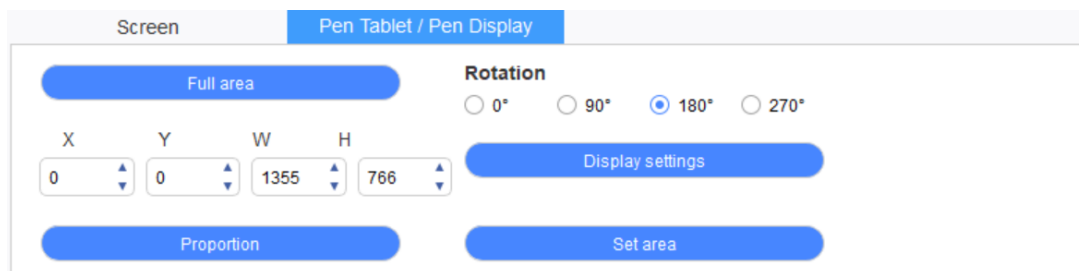 Screen
Pen Tablet / Pen Display
Full area
Rotation
0°
90°
180°
270°
X
Y
W
H
0
0
1355
766
Display settings
Proportion
Set area